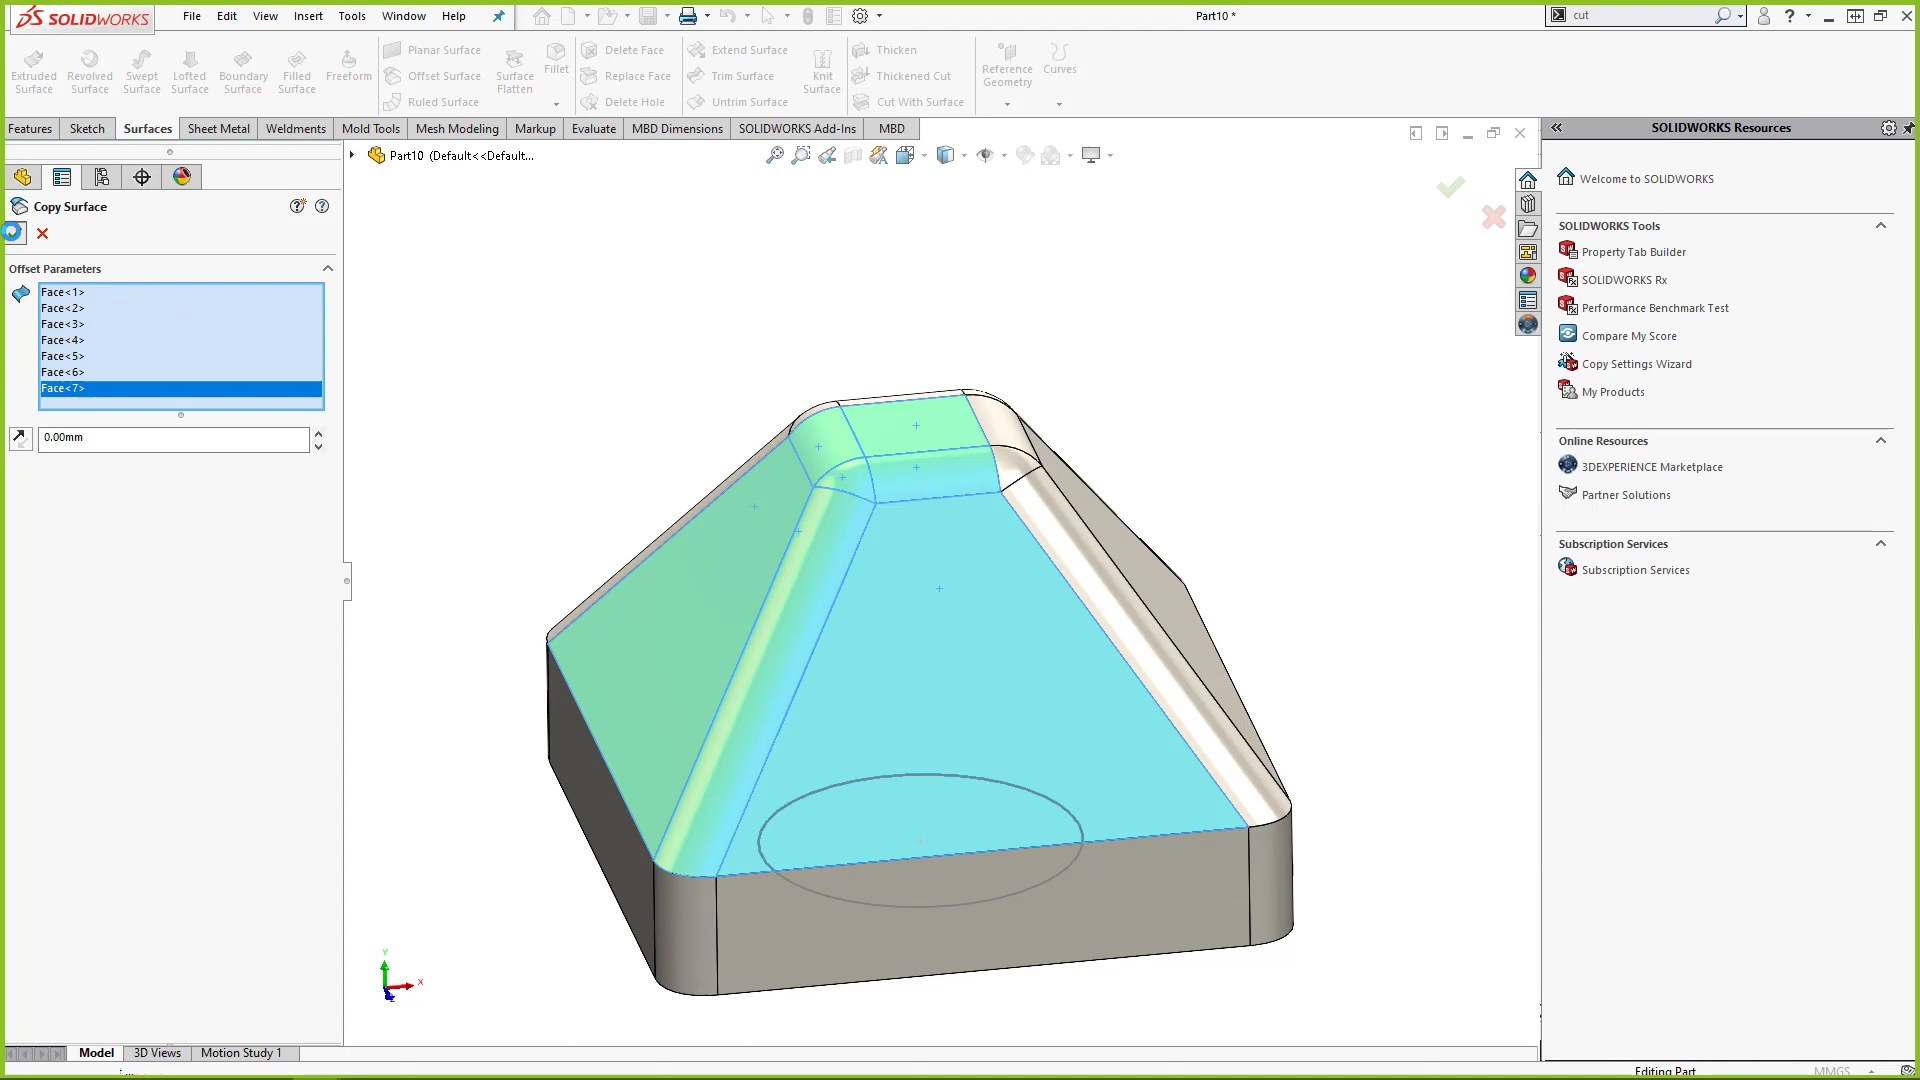 SOLIDWORKS
File Edit View Insert Tools Window Help
Part10 *
cut
Extruded Surface
Revolved Surface
Swept Surface
Lofted Surface
Boundary Surface
Filled Surface
Freeform
Planar Surface
Offset Surface
Ruled Surface
Surface Flatten
Fillet
Delete Face
Replace Face
Delete Hole
Extend Surface
Trim Surface
Untrim Surface
Knit Surface
Thicken
Thickened Cut
Cut With Surface
Reference Geometry
Curves
Features Sketch Surfaces Sheet Metal Weldments Mold Tools Mesh Modeling Markup Evaluate MBD Dimensions SOLIDWORKS Add-Ins MBD
Part10 (Default<<Default...
Copy Surface
Offset Parameters
Face<1>
Face<2>
Face<3>
Face<4>
Face<5>
Face<6>
Face<7>
0.00mm
Y
X
Z
SOLIDWORKS Resources
Welcome to SOLIDWORKS
SOLIDWORKS Tools
Property Tab Builder
SOLIDWORKS Rx
Performance Benchmark Test
Compare My Score
Copy Settings Wizard
My Products
Online Resources
3DEXPERIENCE Marketplace
Partner Solutions
Subscription Services
Subscription Services
Model 3D Views Motion Study 1
Editing Part
MMGS